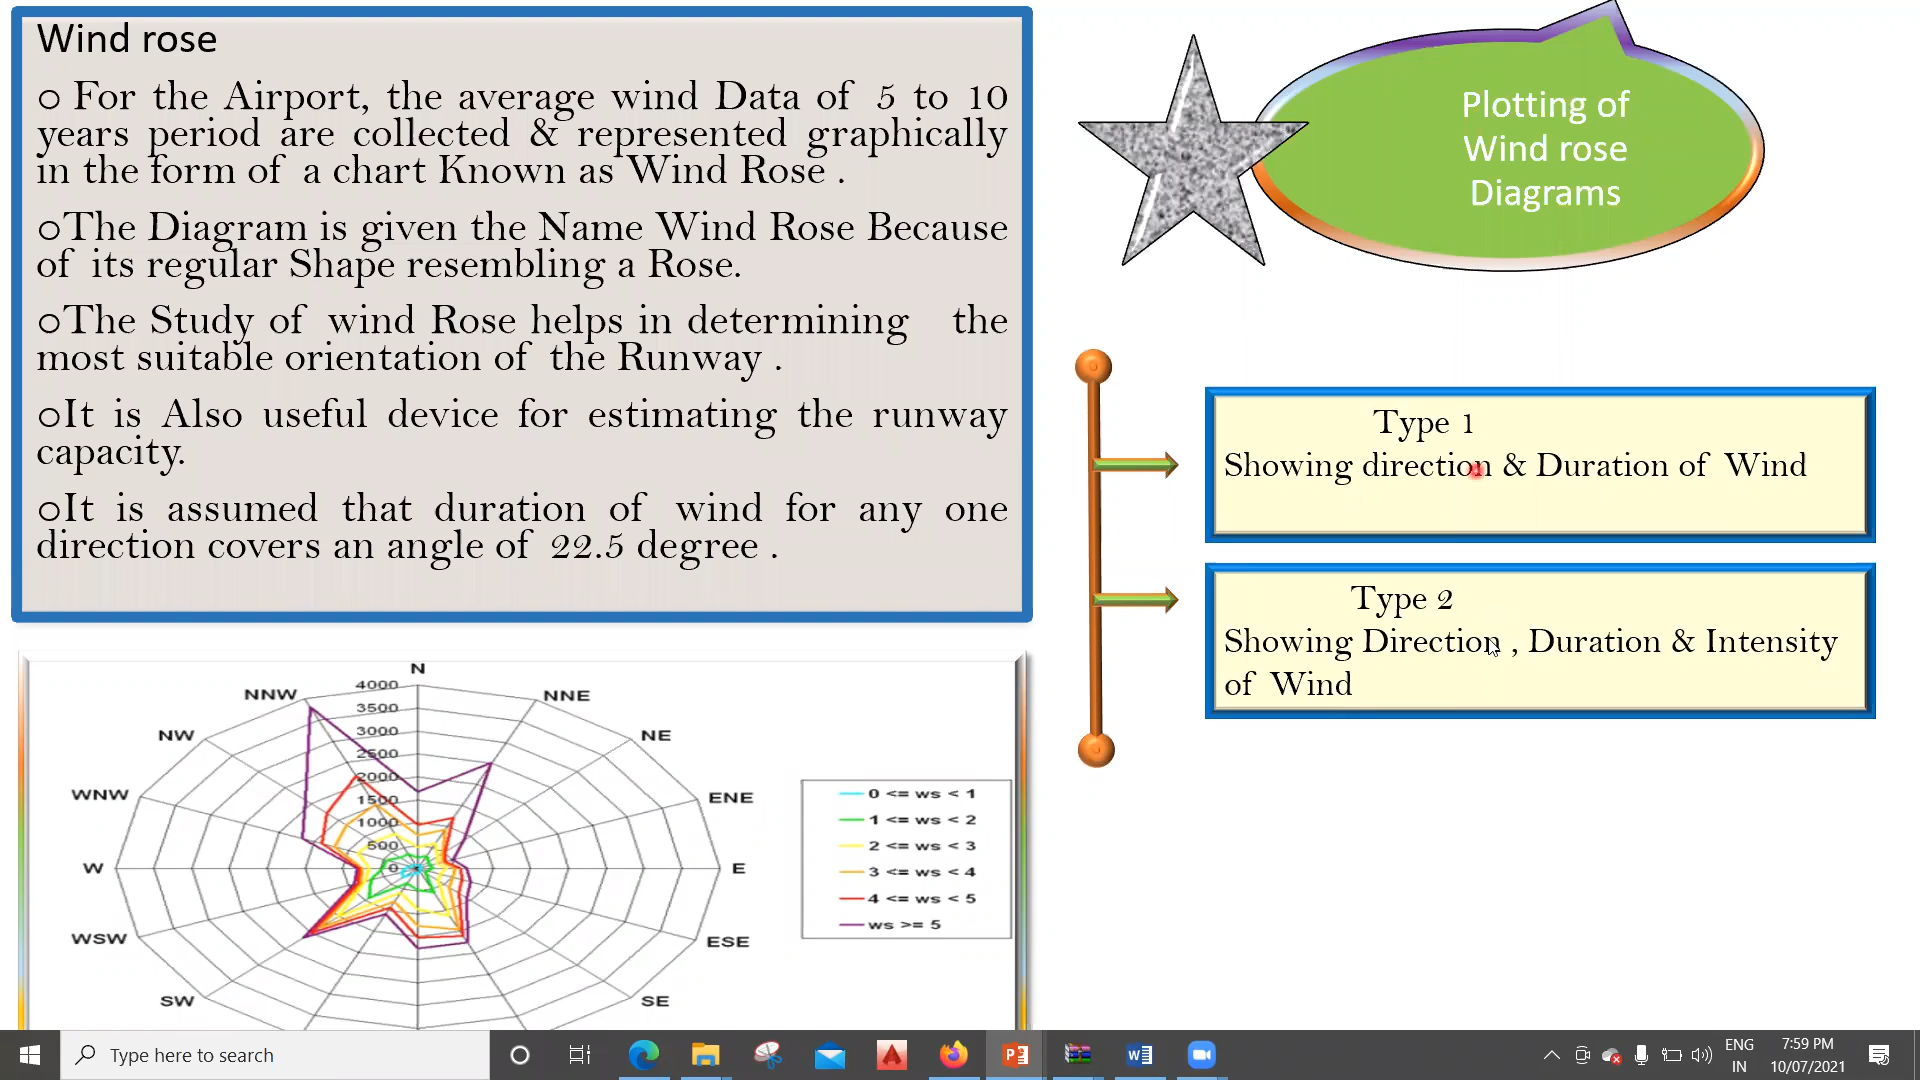 Wind rose
o For the Airport, the average wind Data of 5 to 10
years period are collected & represented graphically
in the form of a chart Known as Wind Rose .
oThe Diagram is given the Name Wind Rose Because
of its regular Shape resembling a Rose.
oThe Study of wind Rose helps in determining the
most suitable orientation of the Runway .
oIt is Also useful device for estimating the runway
capacity.
oIt is assumed that duration of wind for any one
direction covers an angle of 22.5 degree .
Plotting of
Wind rose
Diagrams
Type 1
Showing direction & Duration of Wind
Type 2
Showing Direction , Duration & Intensity
of Wind
N
NNW
4000
NNE
3500
NW
3000
NE
2500
2000
WNW
1500
ENE
1000
500
W
0
E
WSW
ESE
SW
SE
0 <= ws < 1
1 <= ws < 2
2 <= ws < 3
3 <= ws < 4
4 <= ws < 5
ws >= 5
Type here to search
ENG
IN
7:59 PM
10/07/2021